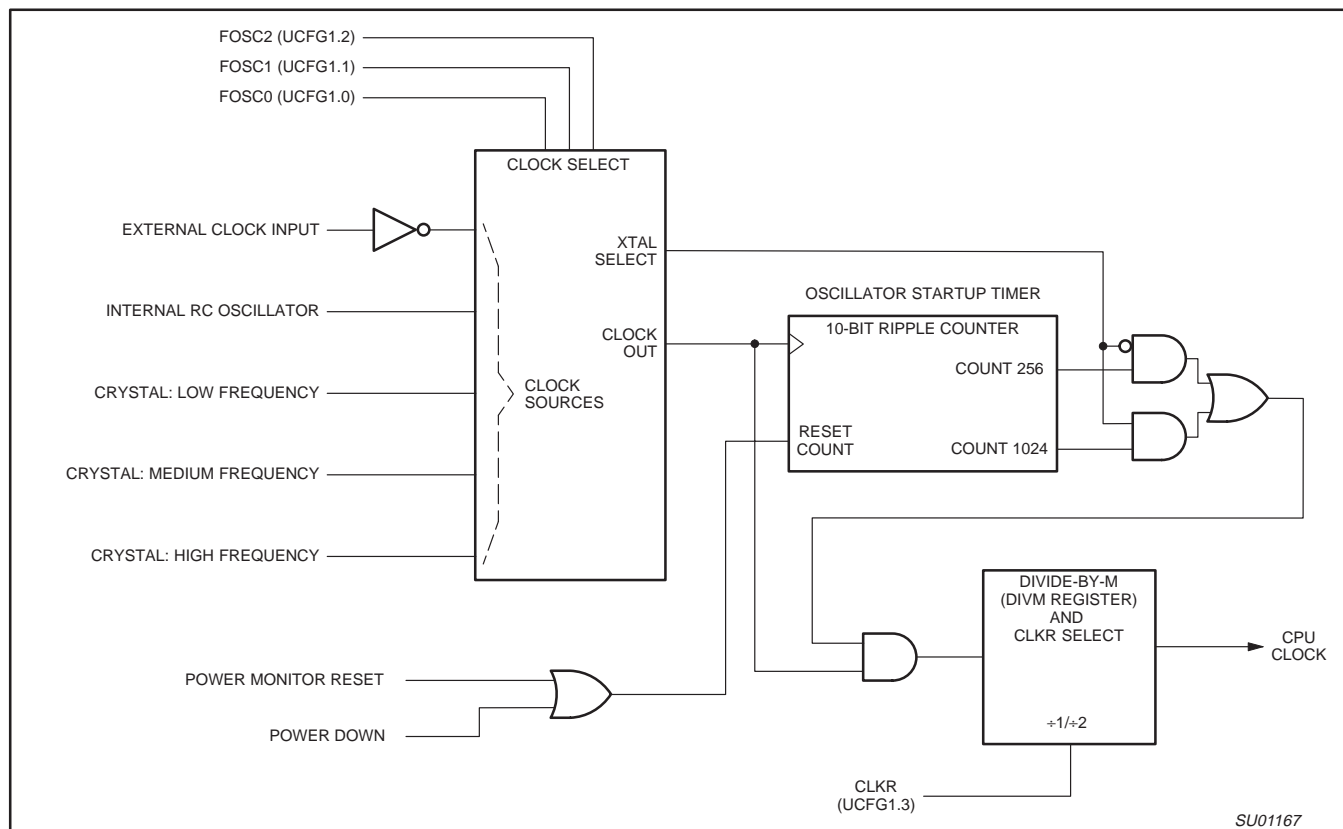 FOSC2 (UCFG1.2)
FOSC1 (UCFG1.1)
FOSC0 (UCFG1.0)
CLOCK SELECT
EXTERNAL CLOCK INPUT
XTAL
SELECT
INTERNAL RC OSCILLATOR
OSCILLATOR STARTUP TIMER
10-BIT RIPPLE COUNTER
CLOCK
OUT
COUNT 256
CRYSTAL: LOW FREQUENCY
CLOCK
SOURCES
RESET
COUNT
COUNT 1024
CRYSTAL: MEDIUM FREQUENCY
CRYSTAL: HIGH FREQUENCY
DIVIDE-BY-M
(DIVM REGISTER)
AND
CLKR SELECT
CPU
CLOCK
POWER MONITOR RESET
POWER DOWN
÷1/÷2
CLKR
(UCFG1.3)
SU01167